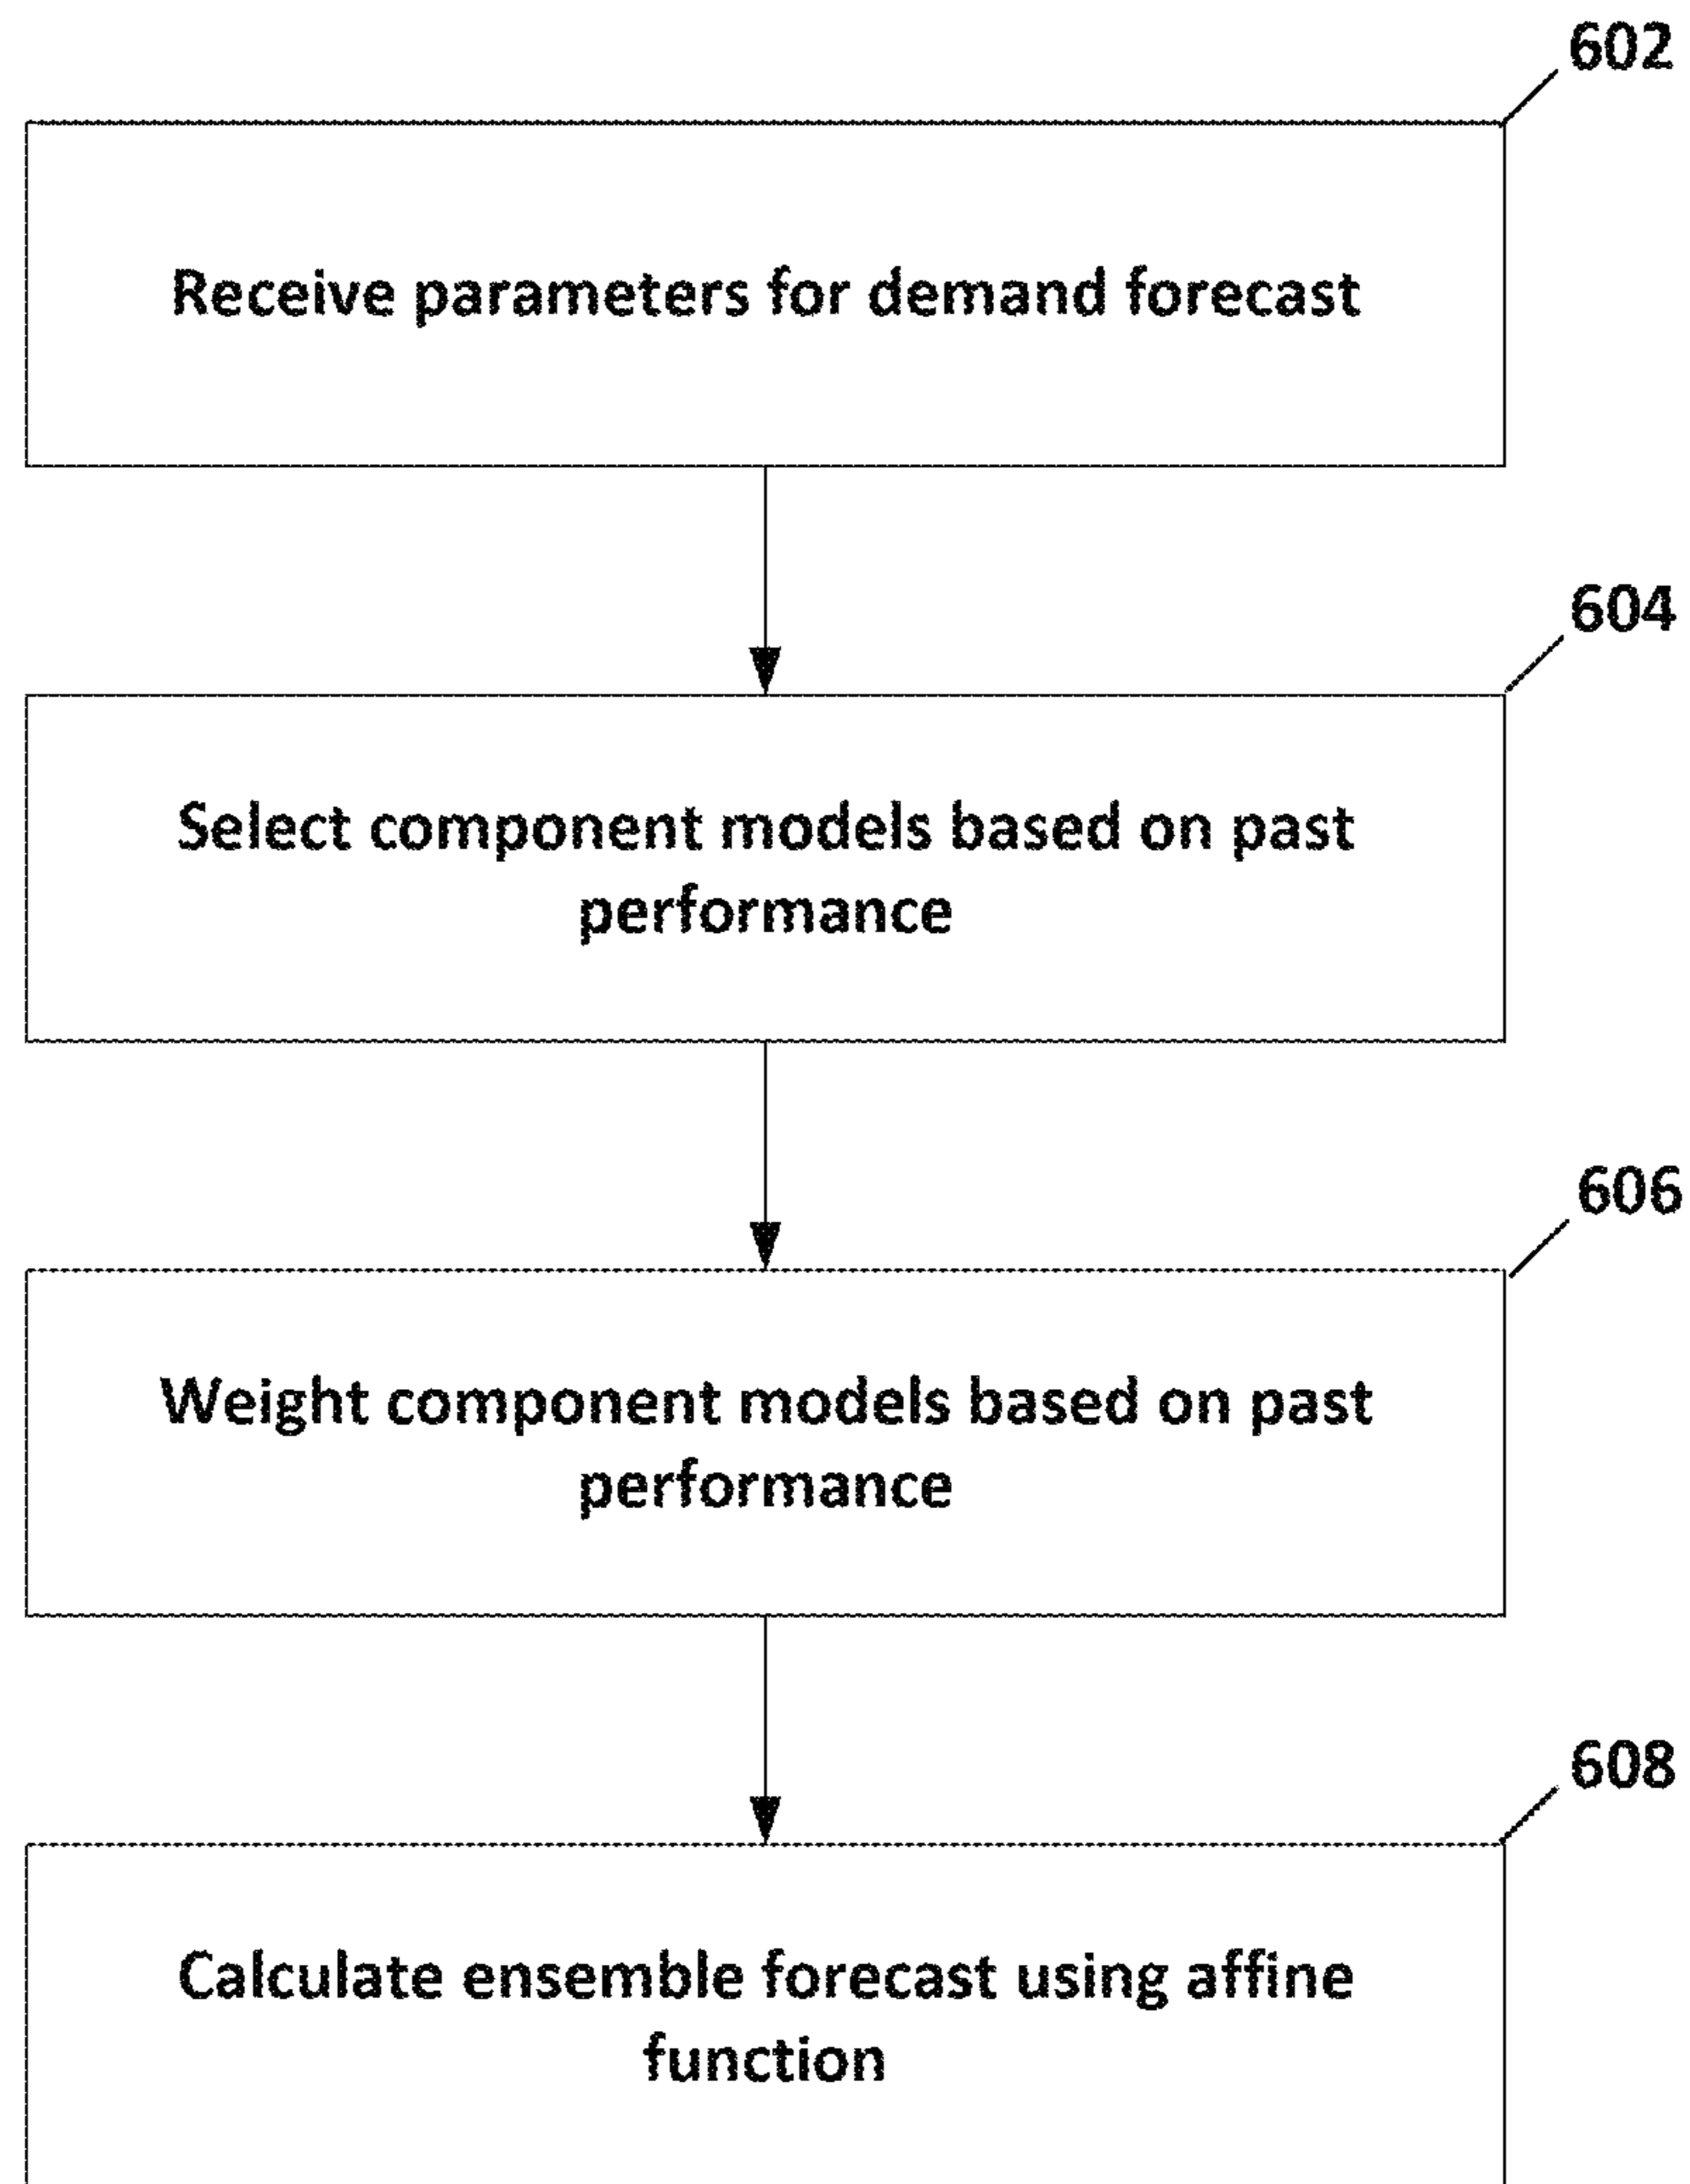 602
Receive parameters for demand forecast
604
Select component models based on past
performance
606
Weight component models based on past
performance
608
Calculate ensemble forecast using affine
function